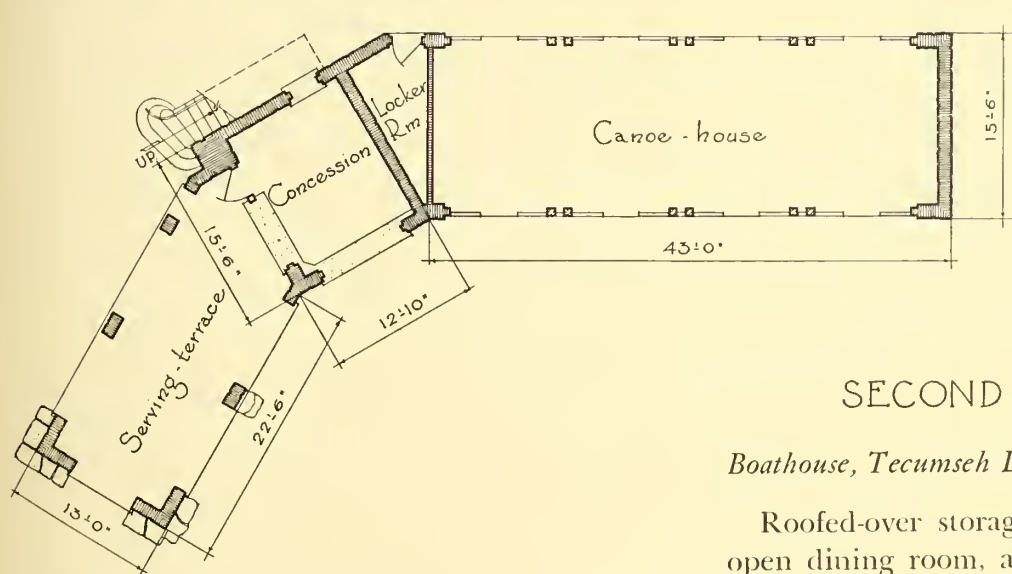 Locker
Rm
Canoe - house
15'-6"
UP
Concession
43'-0"
15'-6"
12'-10"
Serving - terrace
22'-6"
13'-0"
SECOND
Boathouse, Tecumseh
Roofed-over storag
open dining room, a